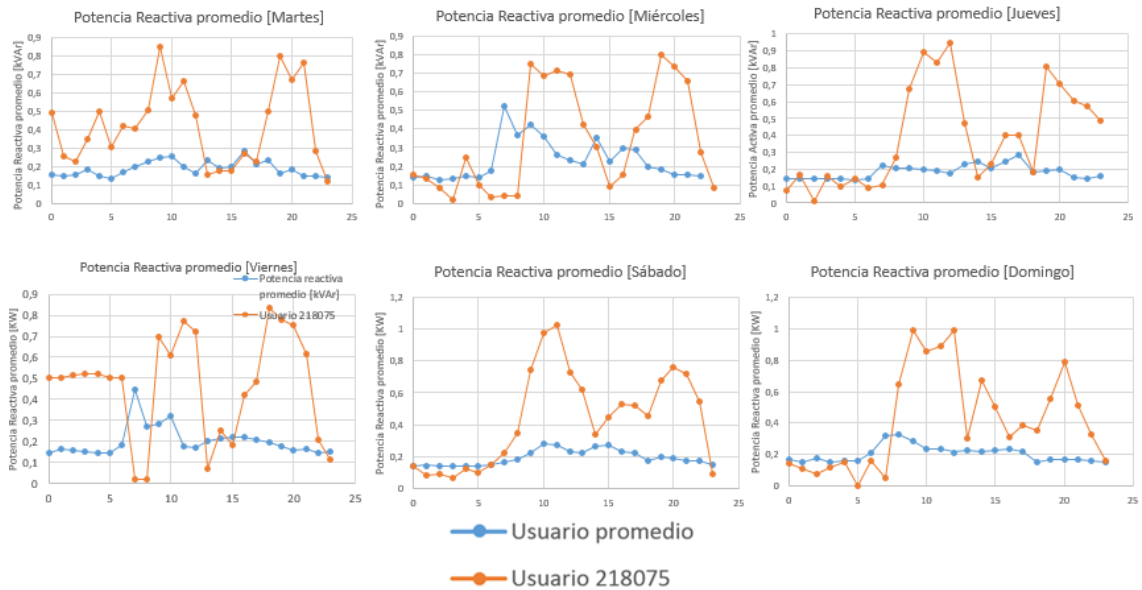 Potencia Reactiva promedio [Martes]
Potencia Reactiva promedio [kVAr]
0,9
0,8
0,7
0,6
0,5
0,4
0,3
0,2
0,1
0
0 5 10 15 20 25
Potencia Reactiva promedio [Miércoles]
Potencia Reactiva promedio [kVAr]
0,9
0,8
0,7
0,6
0,5
0,4
0,3
0,2
0,1
0
0 5 10 15 20 25
Potencia Reactiva promedio [Jueves]
Potencia Activa promedio [kVAr]
1
0,9
0,8
0,7
0,6
0,5
0,4
0,3
0,2
0,1
0
0 5 10 15 20 25
Potencia Reactiva promedio [Viernes]
Potencia reactiva
promedio [kVAr]
Usuario 218075
Potencia Reactiva promedio [KW]
0,9
0,8
0,7
0,6
0,5
0,4
0,3
0,2
0,1
0
0 5 10 15 20 25
Potencia Reactiva promedio [Sábado]
Potencia Reactiva promedio [KW]
1,2
1
0,8
0,6
0,4
0,2
0
0 5 10 15 20 25
Potencia Reactiva promedio [Domingo]
Potencia Reactiva promedio [KW]
1,2
1
0,8
0,6
0,4
0,2
0
0 5 10 15 20 25
Usuario promedio
Usuario 218075